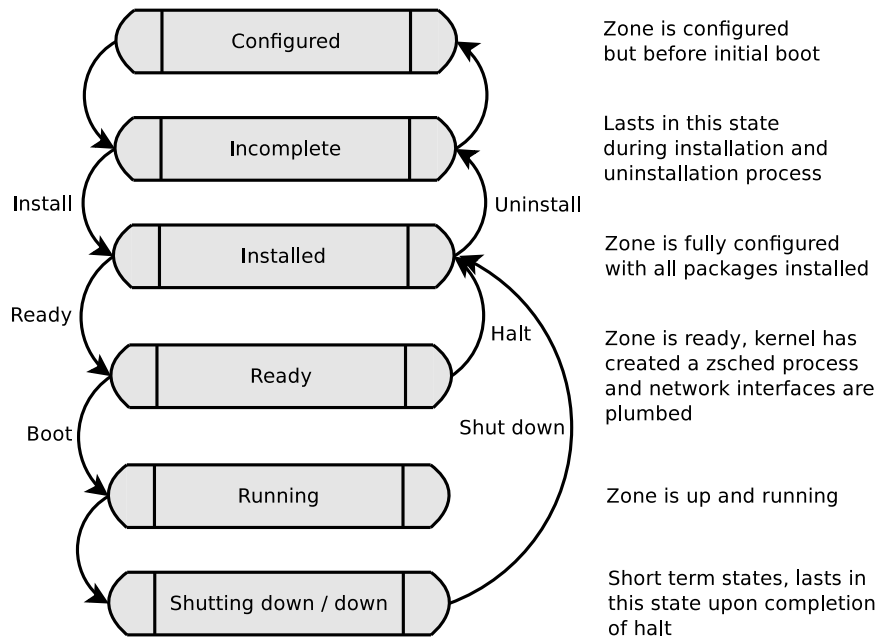 Configured
Zone is configured
but before initial boot
Incomplete
Lasts in this state
during installation and
uninstallation process
Install
Uninstall
Installed
Zone is fully configured
with all packages installed
Ready
Halt
Ready
Zone is ready, kernel has
created a zsched process
and network interfaces are
plumbed
Boot
Shut down
Running
Zone is up and running
Shutting down / down
Short term states, lasts in
this state upon completion
of halt